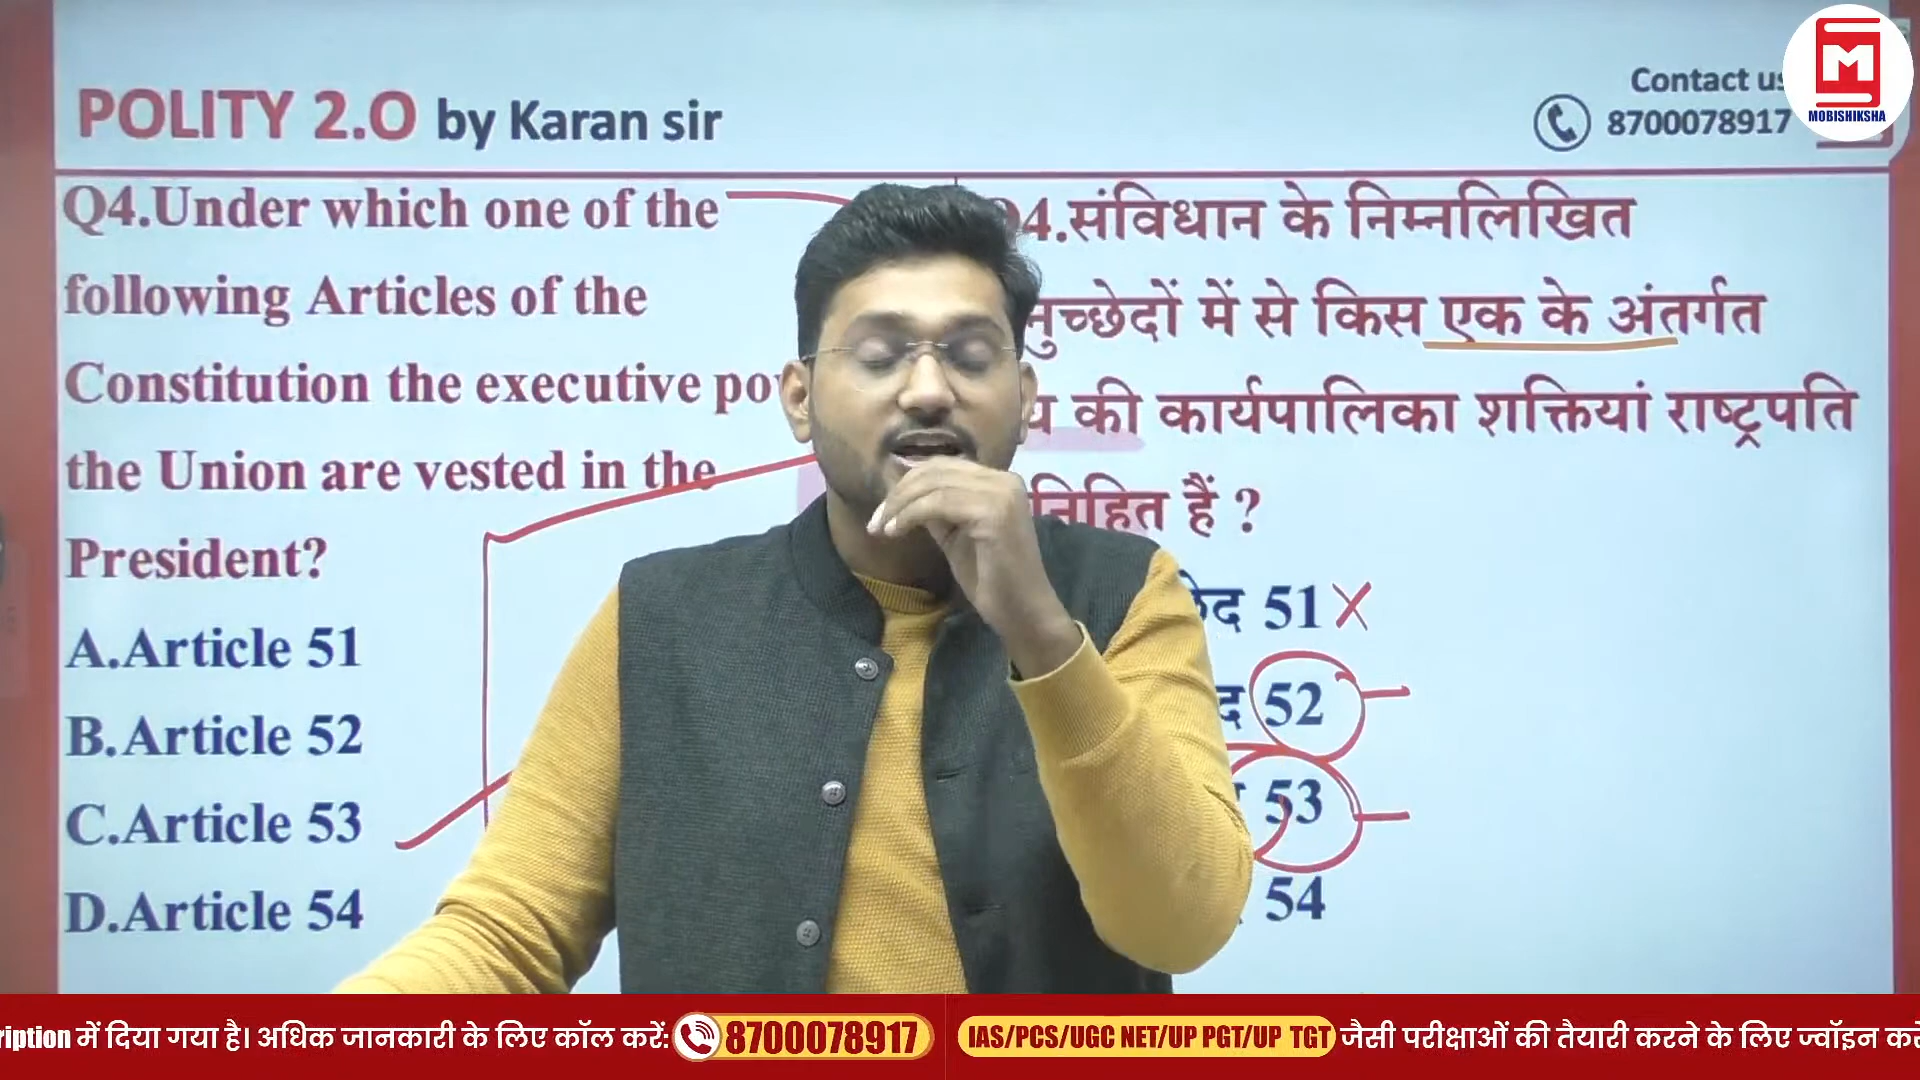 POLITY 2.O by Karan sir
Contact us
8700078917
M
MOBISHIKSHA
Q4.Under which one of the
following Articles of the
Constitution the executive
the Union are vested in the
President?
A.Article 51
B.Article 52
C.Article 53
D.Article 54
4.संविधान के निम्नलिखित
में से किस एक के अंतर्गत
की कार्यपालिका शक्तियां राष्ट्रपति
निहित हैं ?
51
52
53
54
में दिया गया है। अधिक जानकारी के लिए कॉल करें: 8700078917 IAS/PCS/UGC NET/UP PGT/UP TGT जैसी परीक्षाओं की तैयारी करने के लिए ज्वॉइन